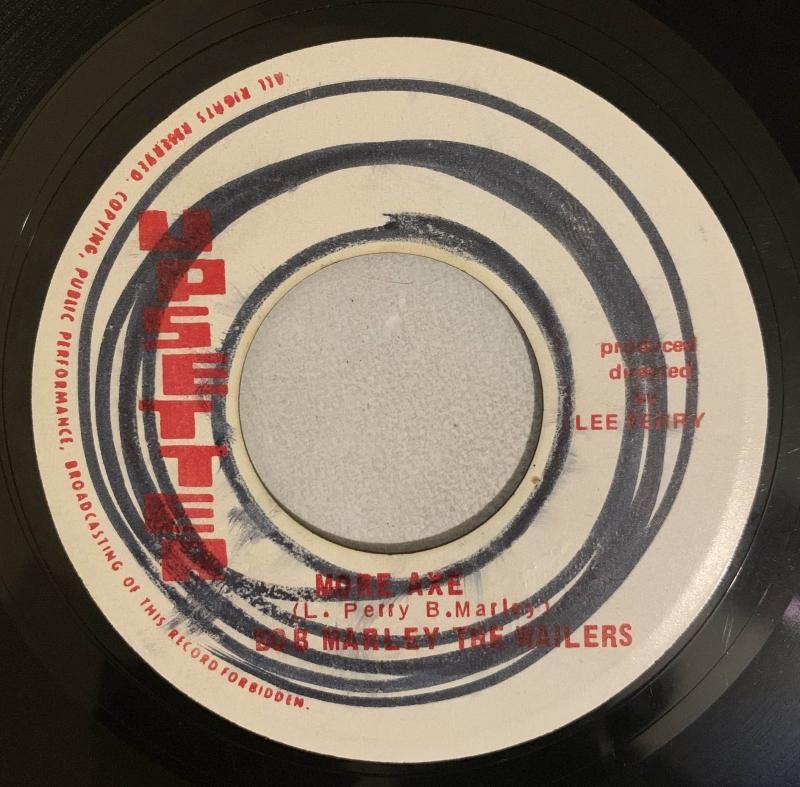 ALL RIGHTS RESERVED. COPYING, PUBLIC PERFORMANCE, BROADCASTING OF THIS RECORD FORBIDDEN.
UPSETTER
produced
directed
by
LEE PERRY
MORE AXE
(L. Perry B.Marley)
BOB MARLEY THE WAILERS